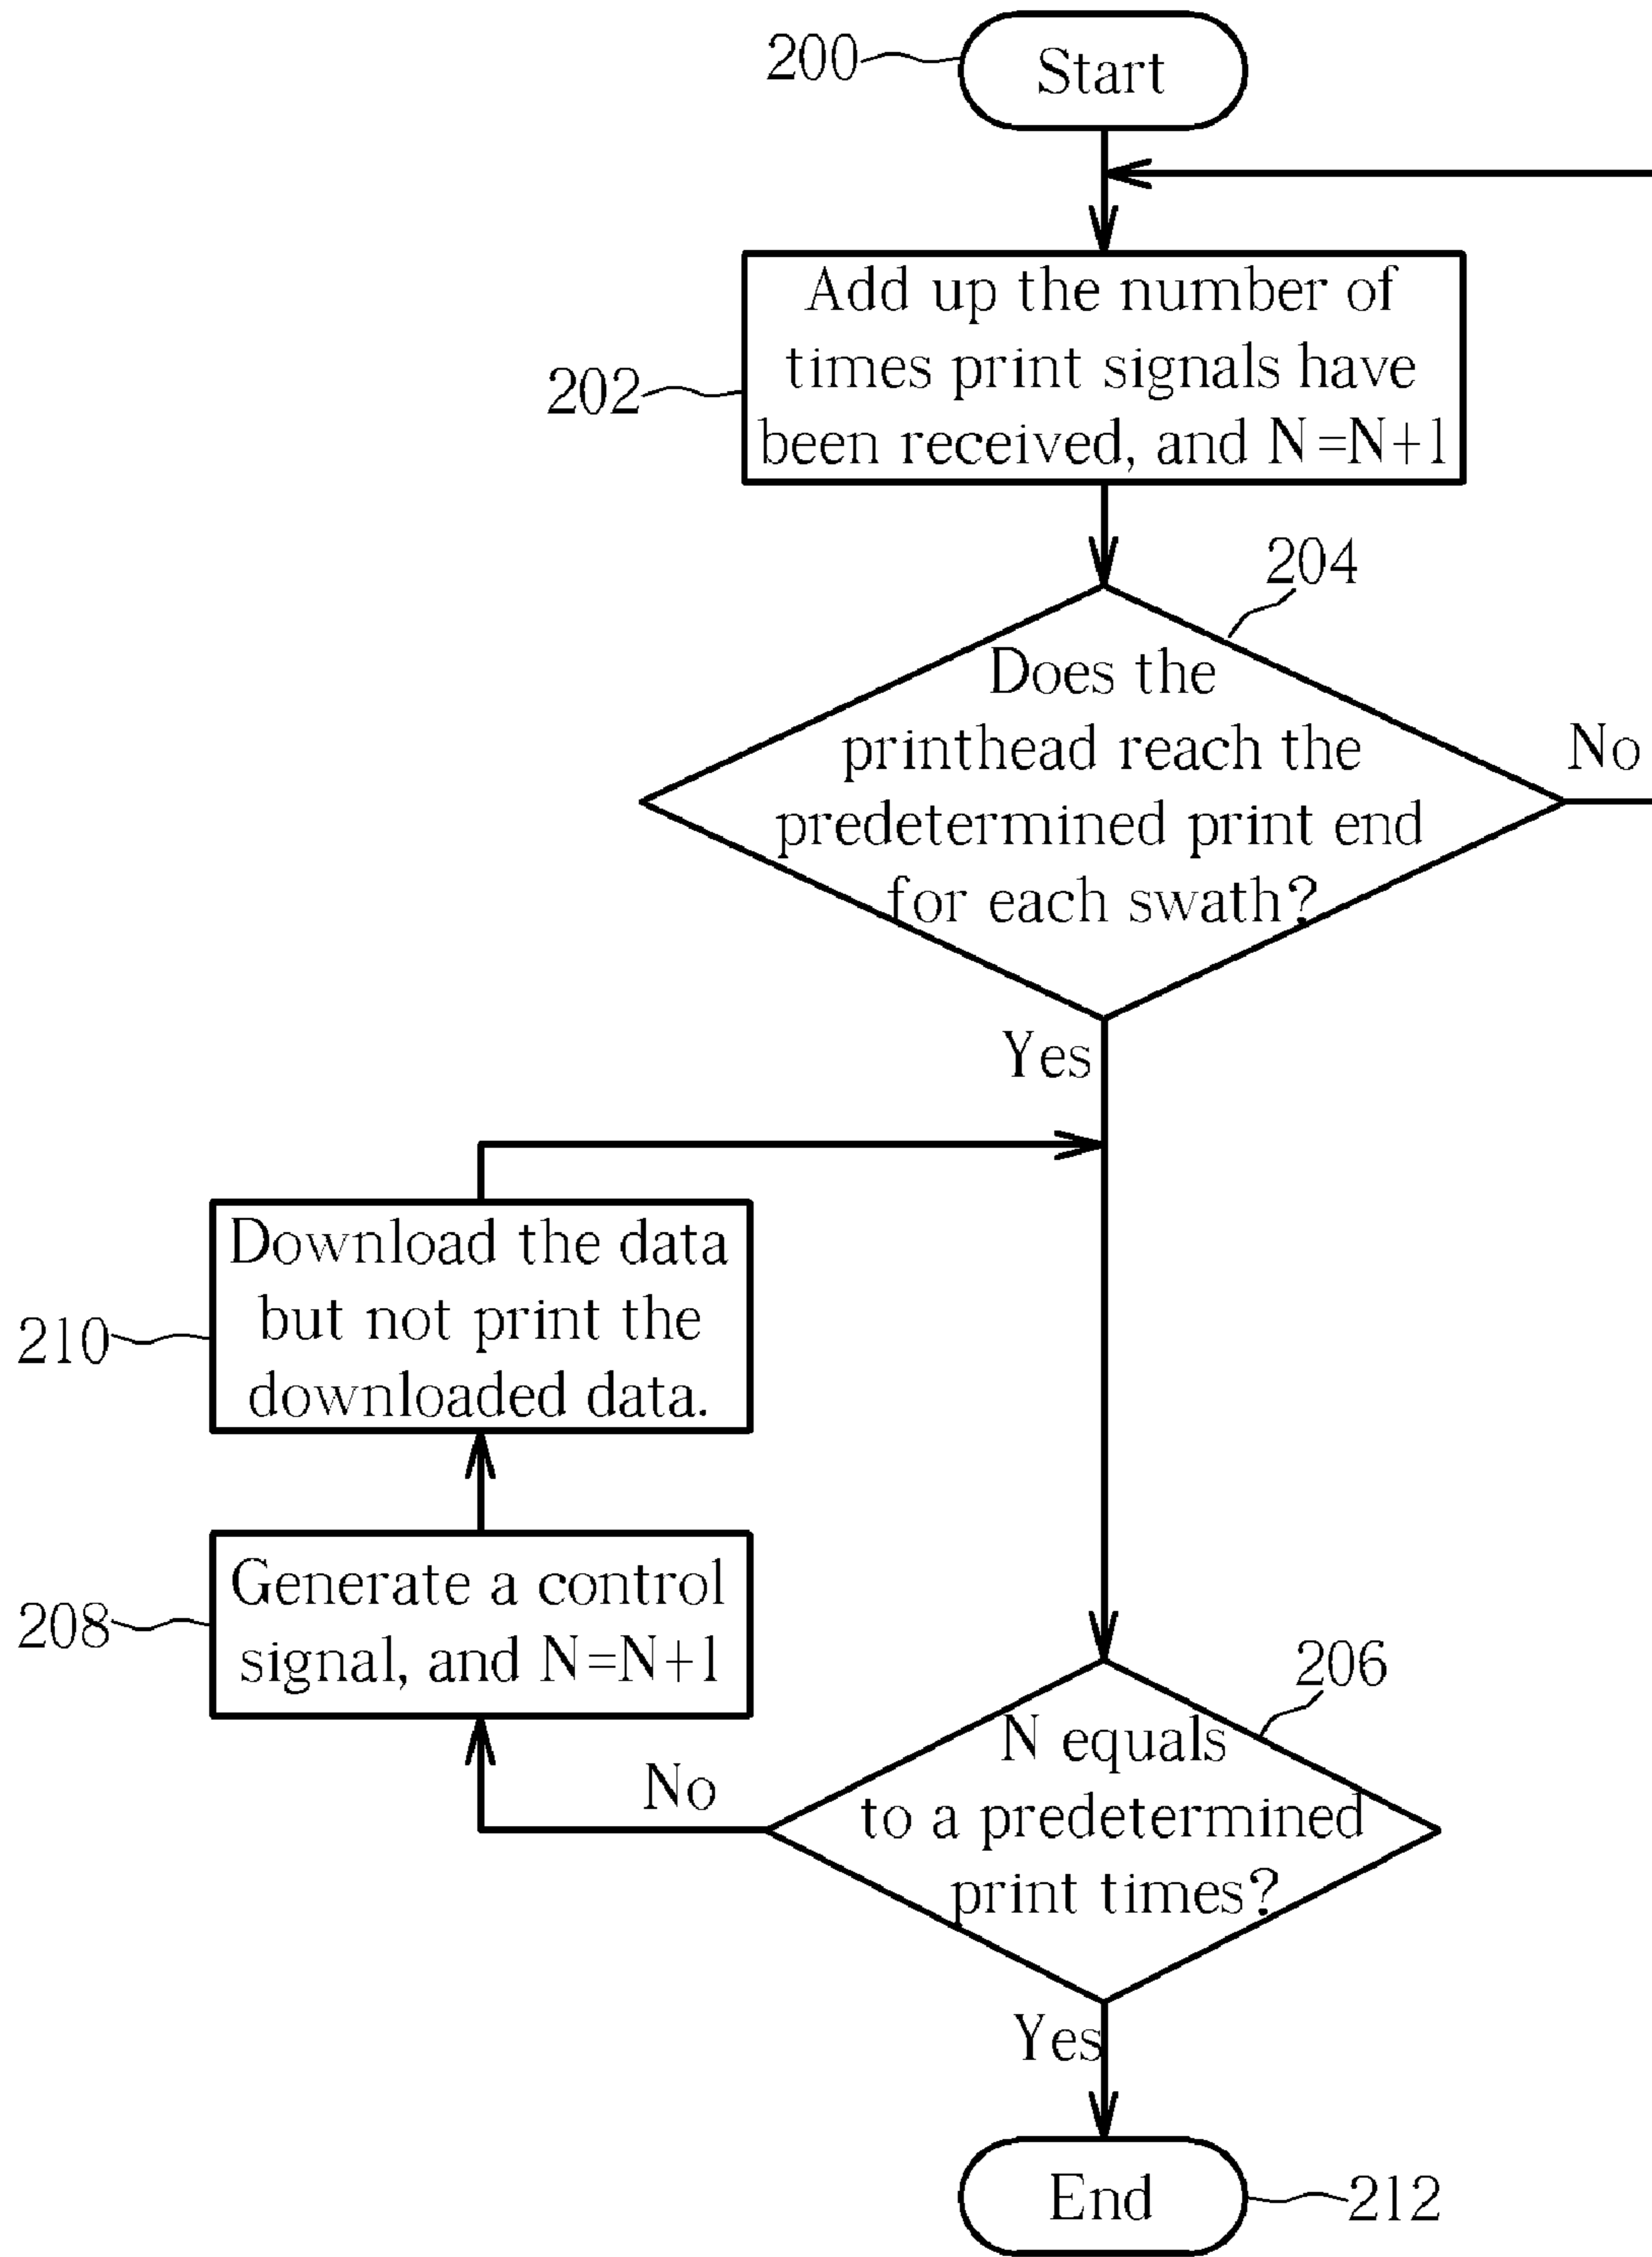 200
Start
Add up the number of
times print signals have
been received, and N=N+1
202
204
Does the
printhead reach the
predetermined print end
for each swath?
No
Yes
Download the data
but not print the
downloaded data.
210
Generate a control
signal, and N=N+1
208
206
N equals
to a predetermined
print times?
No
Yes
End
212